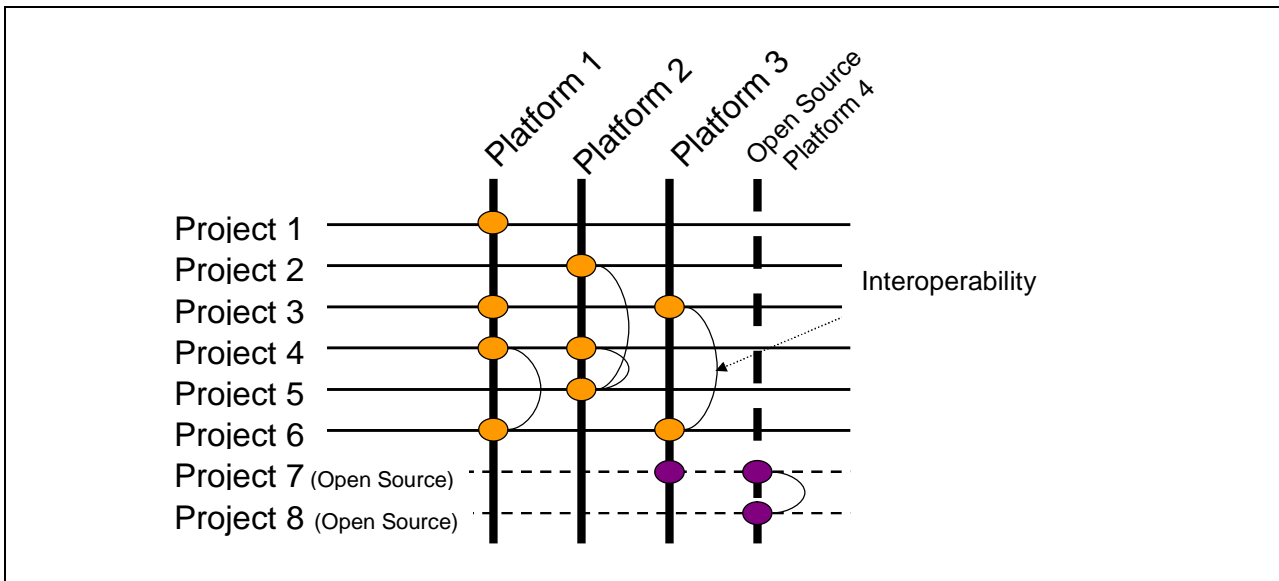 Platform 1
Platform 2
Platform 3
Open Source
Platform 4
Project 1
Project 2
Interoperability
Project 3
Project 4
Project 5
Project 6
Project 7 (Open Source)
Project 8 (Open Source)